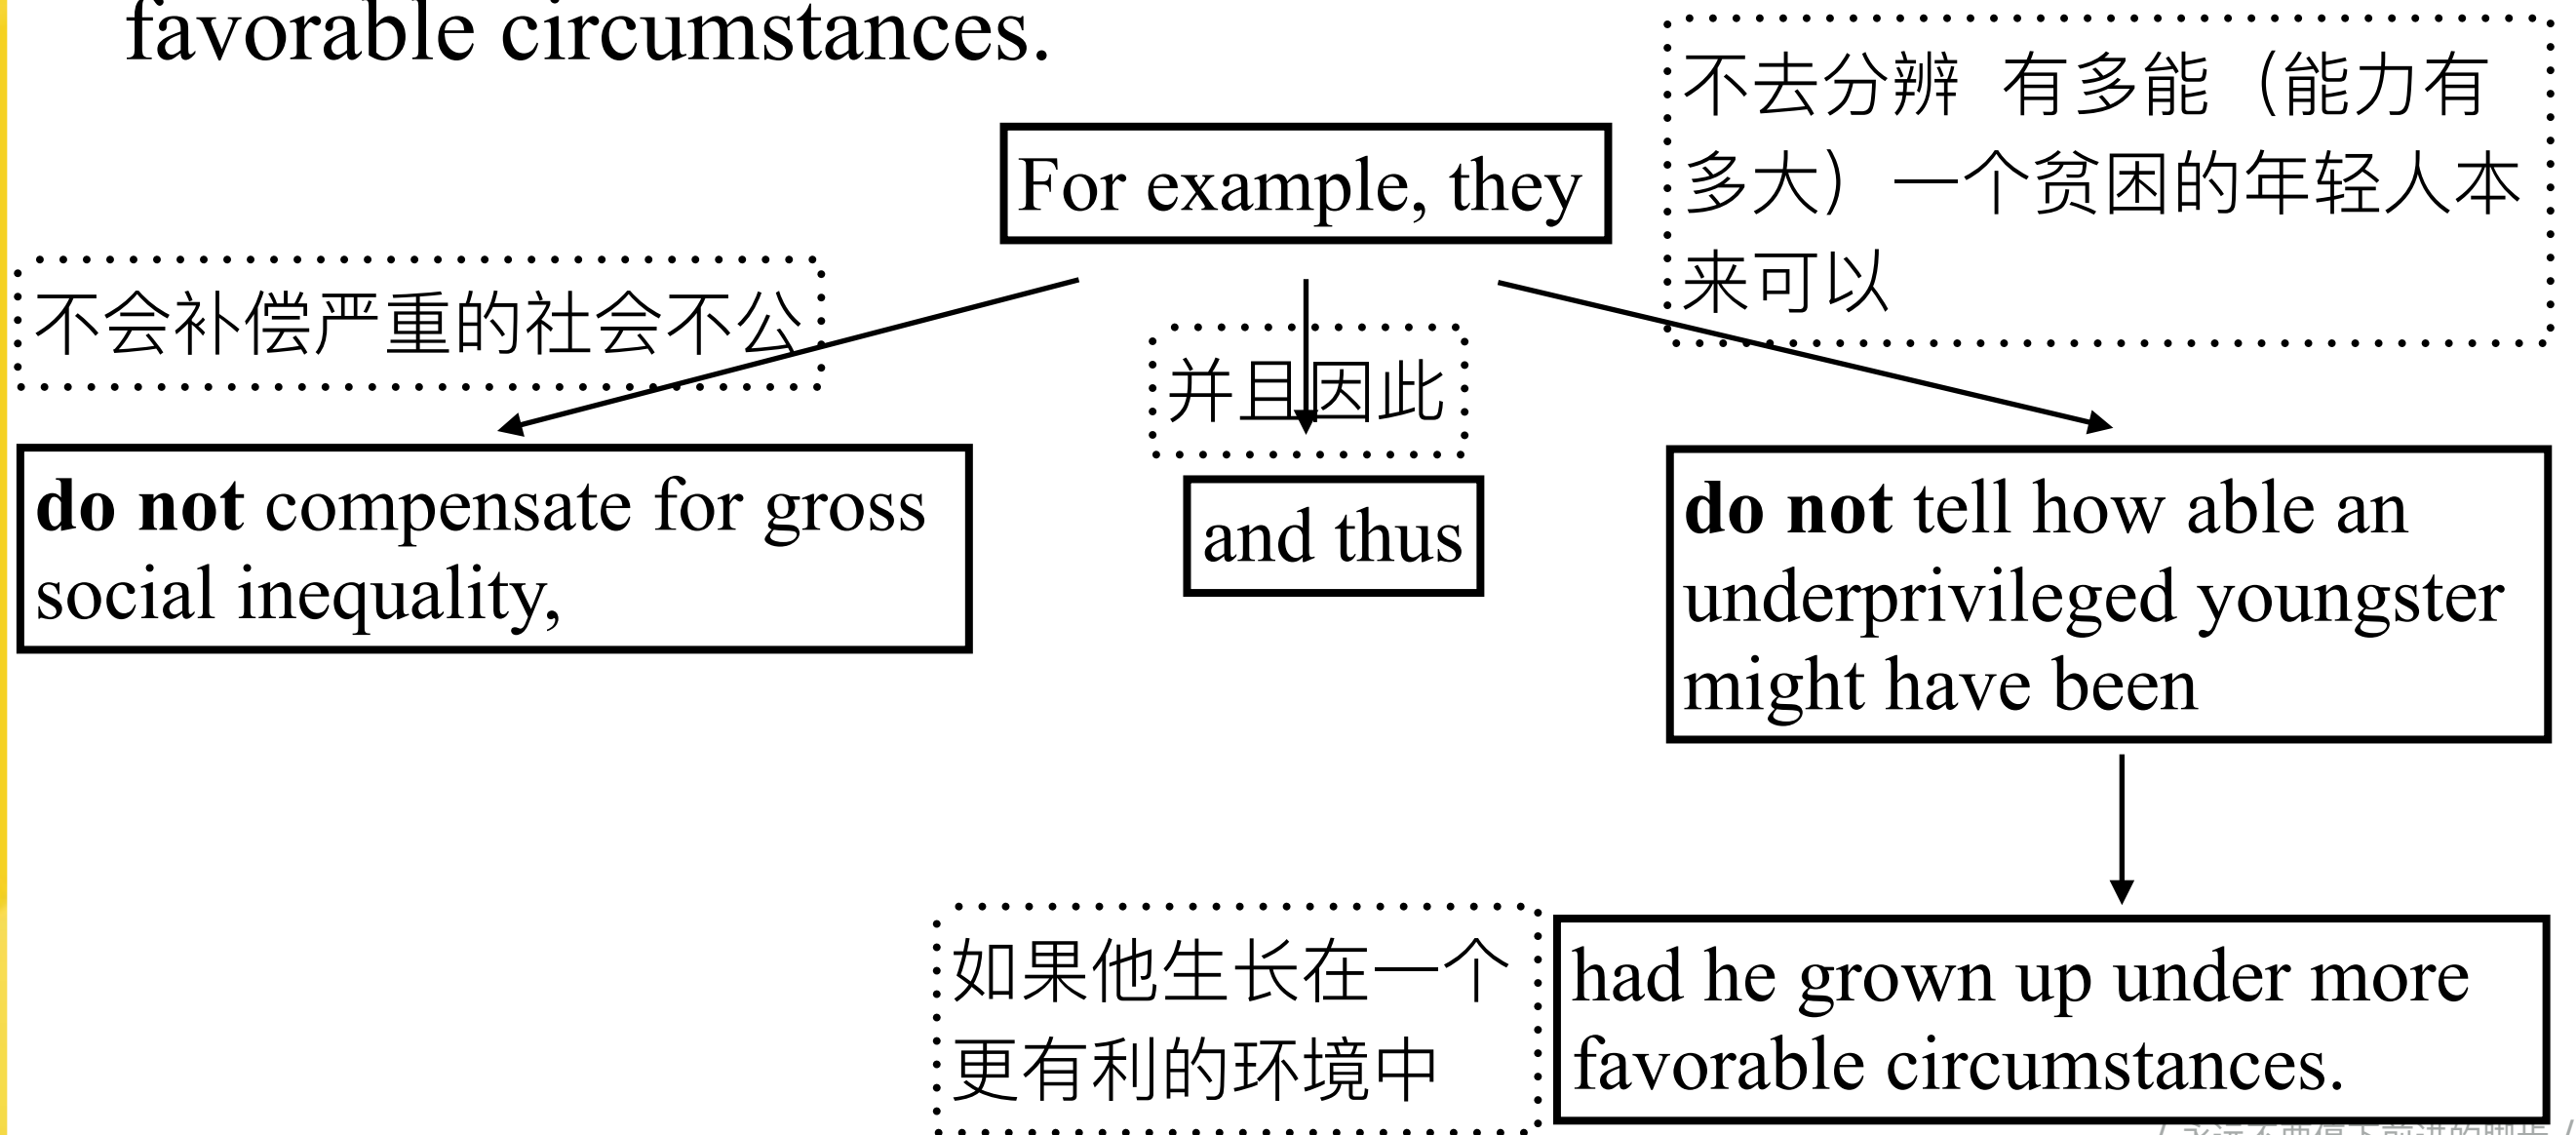 favorable circumstances.
不去分辨 有多能（能力有
多大）一个贫困的年轻人本
来可以
For example, they
不会补偿严重的社会不公
并且因此
do not compensate for gross
social inequality,
and thus
do not tell how able an
underprivileged youngster
might have been
如果他生长在一个
更有利的环境中
had he grown up under more
favorable circumstances.